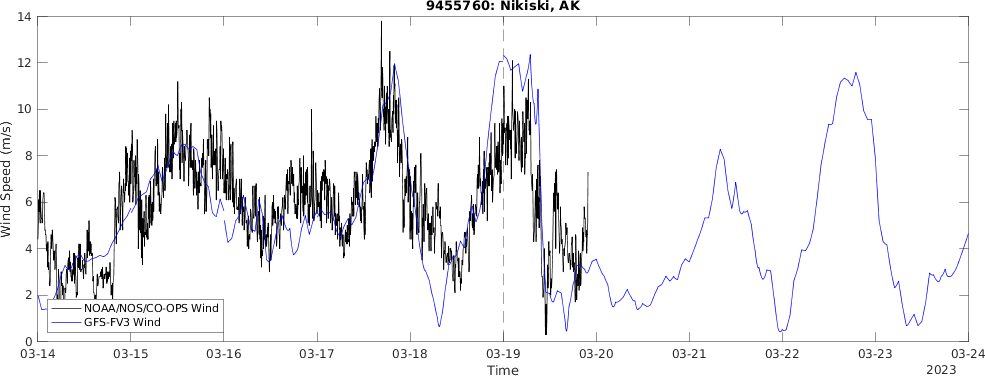 9455760: Nikiski, AK
Wind Speed (m/s)
14
12
10
8
6
4
2
0
NOAA/NOS/CO-OPS Wind
GFS-FV3 Wind
03-14 03-15 03-16 03-17 03-18 03-19 03-20 03-21 03-22 03-23 03-24
Time
2023